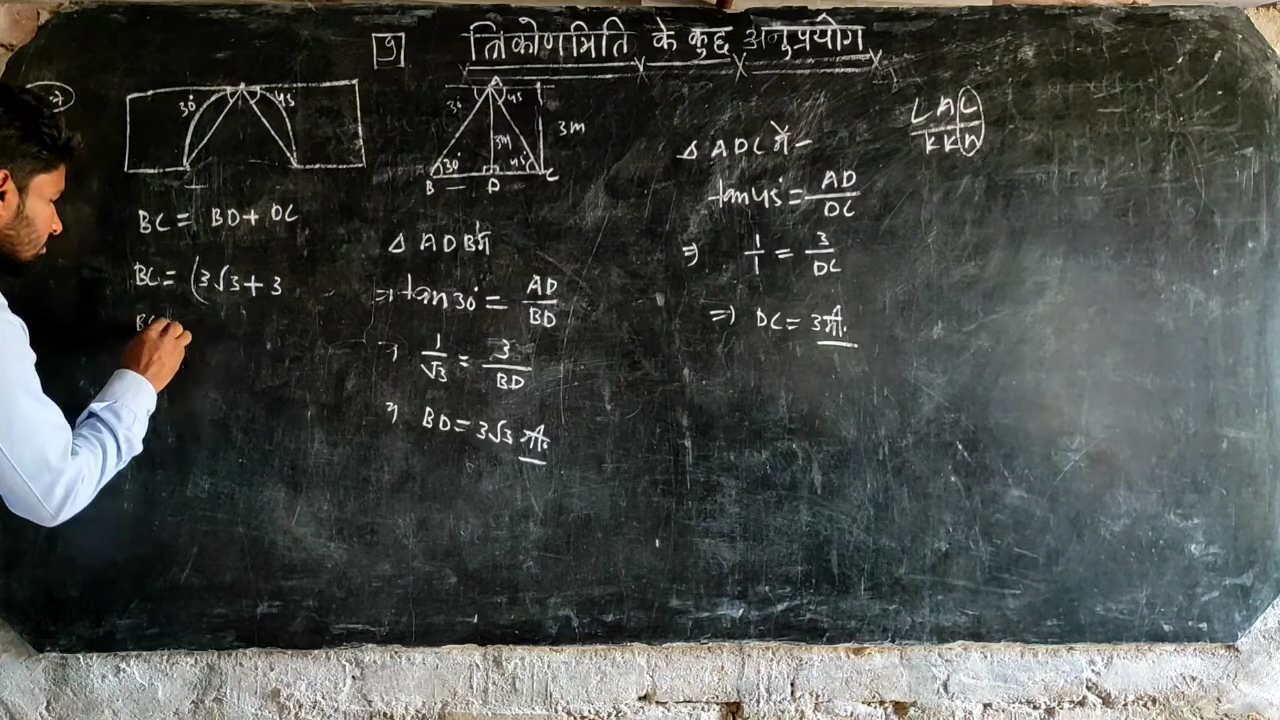 9 त्रिकोणमिति के कुछ अनुप्रयोग
30° 45
A
30 45
3M
3M
30 45
B D C
BC = BD + DC
BC = (3√3 + 3
BC =
Δ ADB में
⇒ tan 30° = AD/BD
⇒ 1/√3 = 3/BD
⇒ BD = 3√3 मी.
Δ ADC में –
tan 45° = AD/DC
⇒ 1/1 = 3/DC
⇒ DC = 3 मी.
L A L
K K H